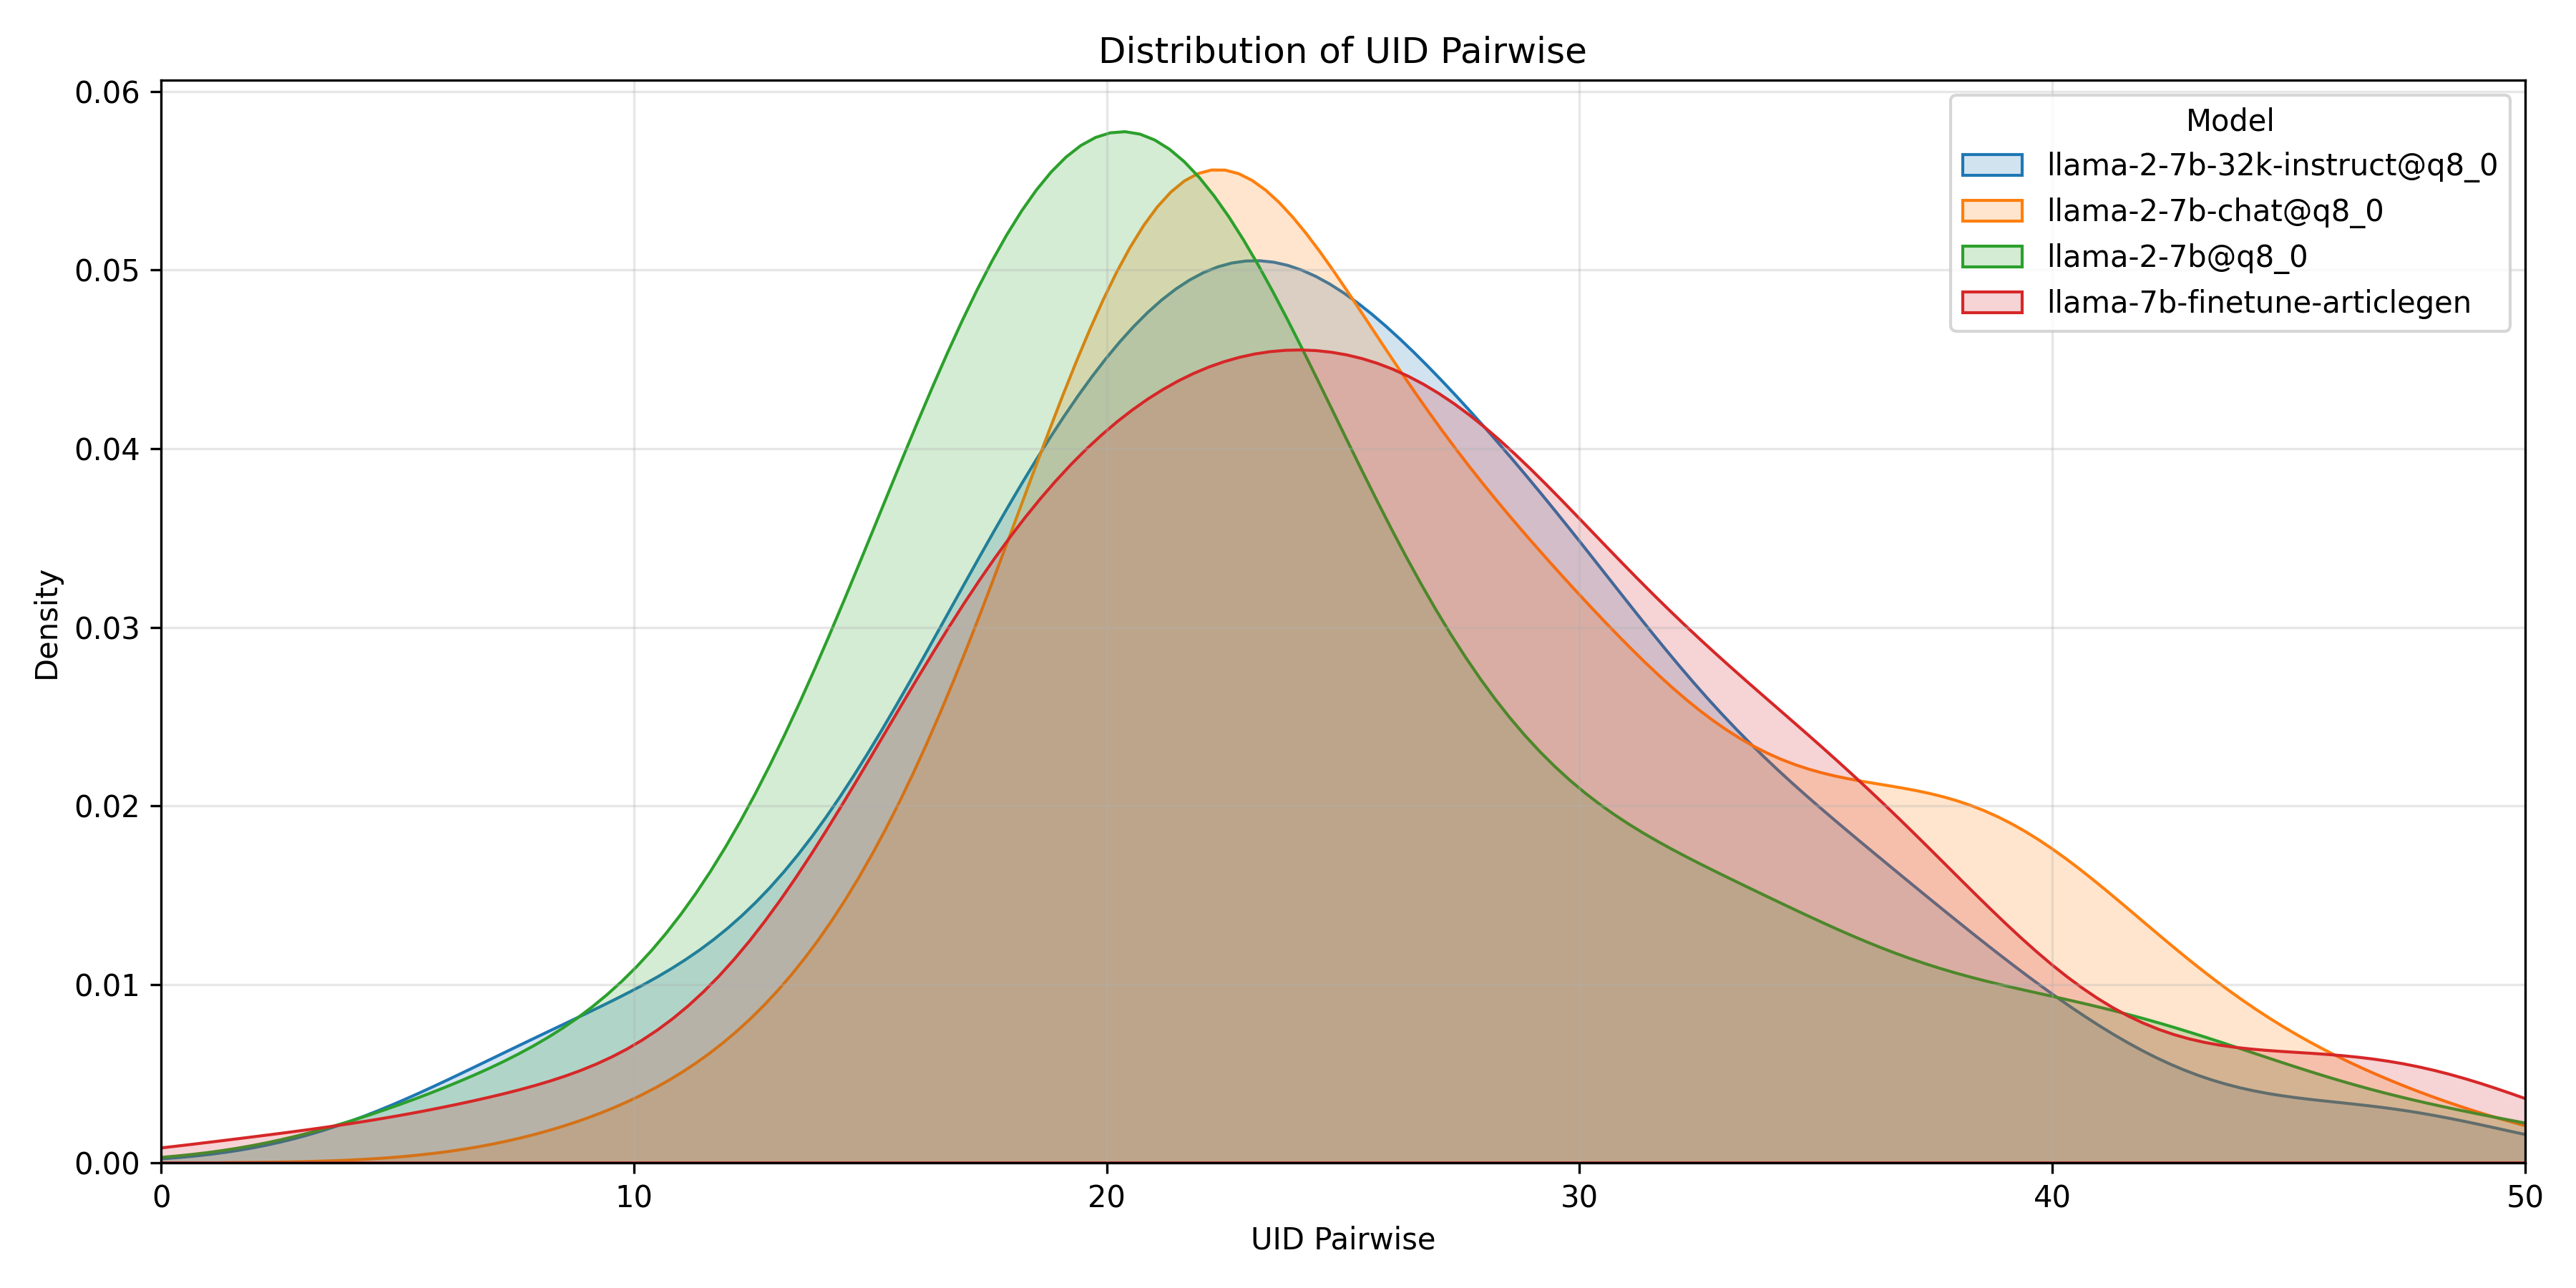 Distribution of UID Pairwise
0.06
0.05
0.04
0.03
0.02
0.01
0.00
Density
Model
llama-2-7b-32k-instruct@q8_0
llama-2-7b-chat@q8_0
llama-2-7b@q8_0
llama-7b-finetune-articlegen
0 10 20 30 40 50
UID Pairwise